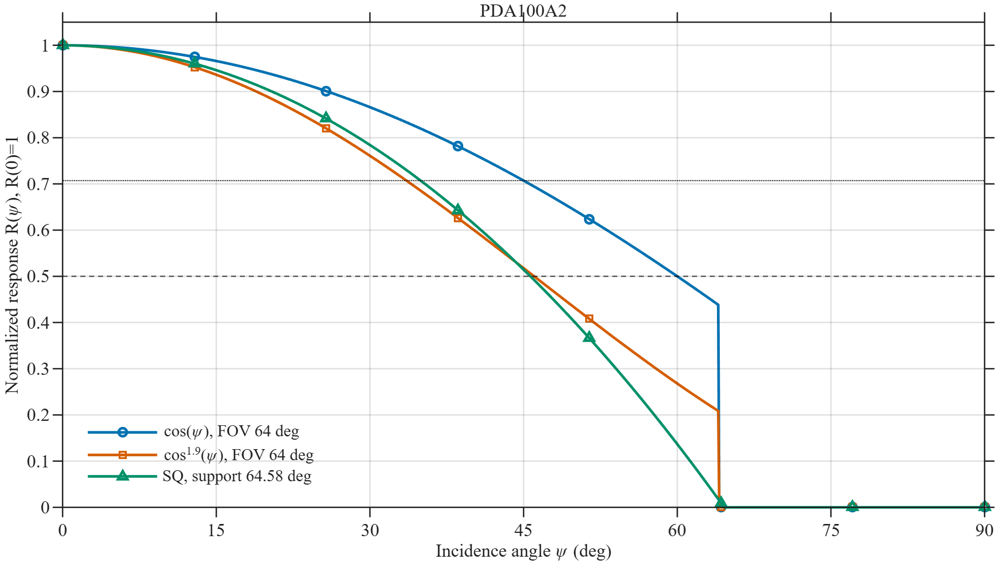 PDA100A2
Normalized response R(ψ), R(0)=1
1
0.9
0.8
0.7
0.6
0.5
0.4
0.3
0.2
0.1
0
cos(ψ), FOV 64 deg
cos^1.9(ψ), FOV 64 deg
SQ, support 64.58 deg
0 15 30 45 60 75 90
Incidence angle ψ (deg)